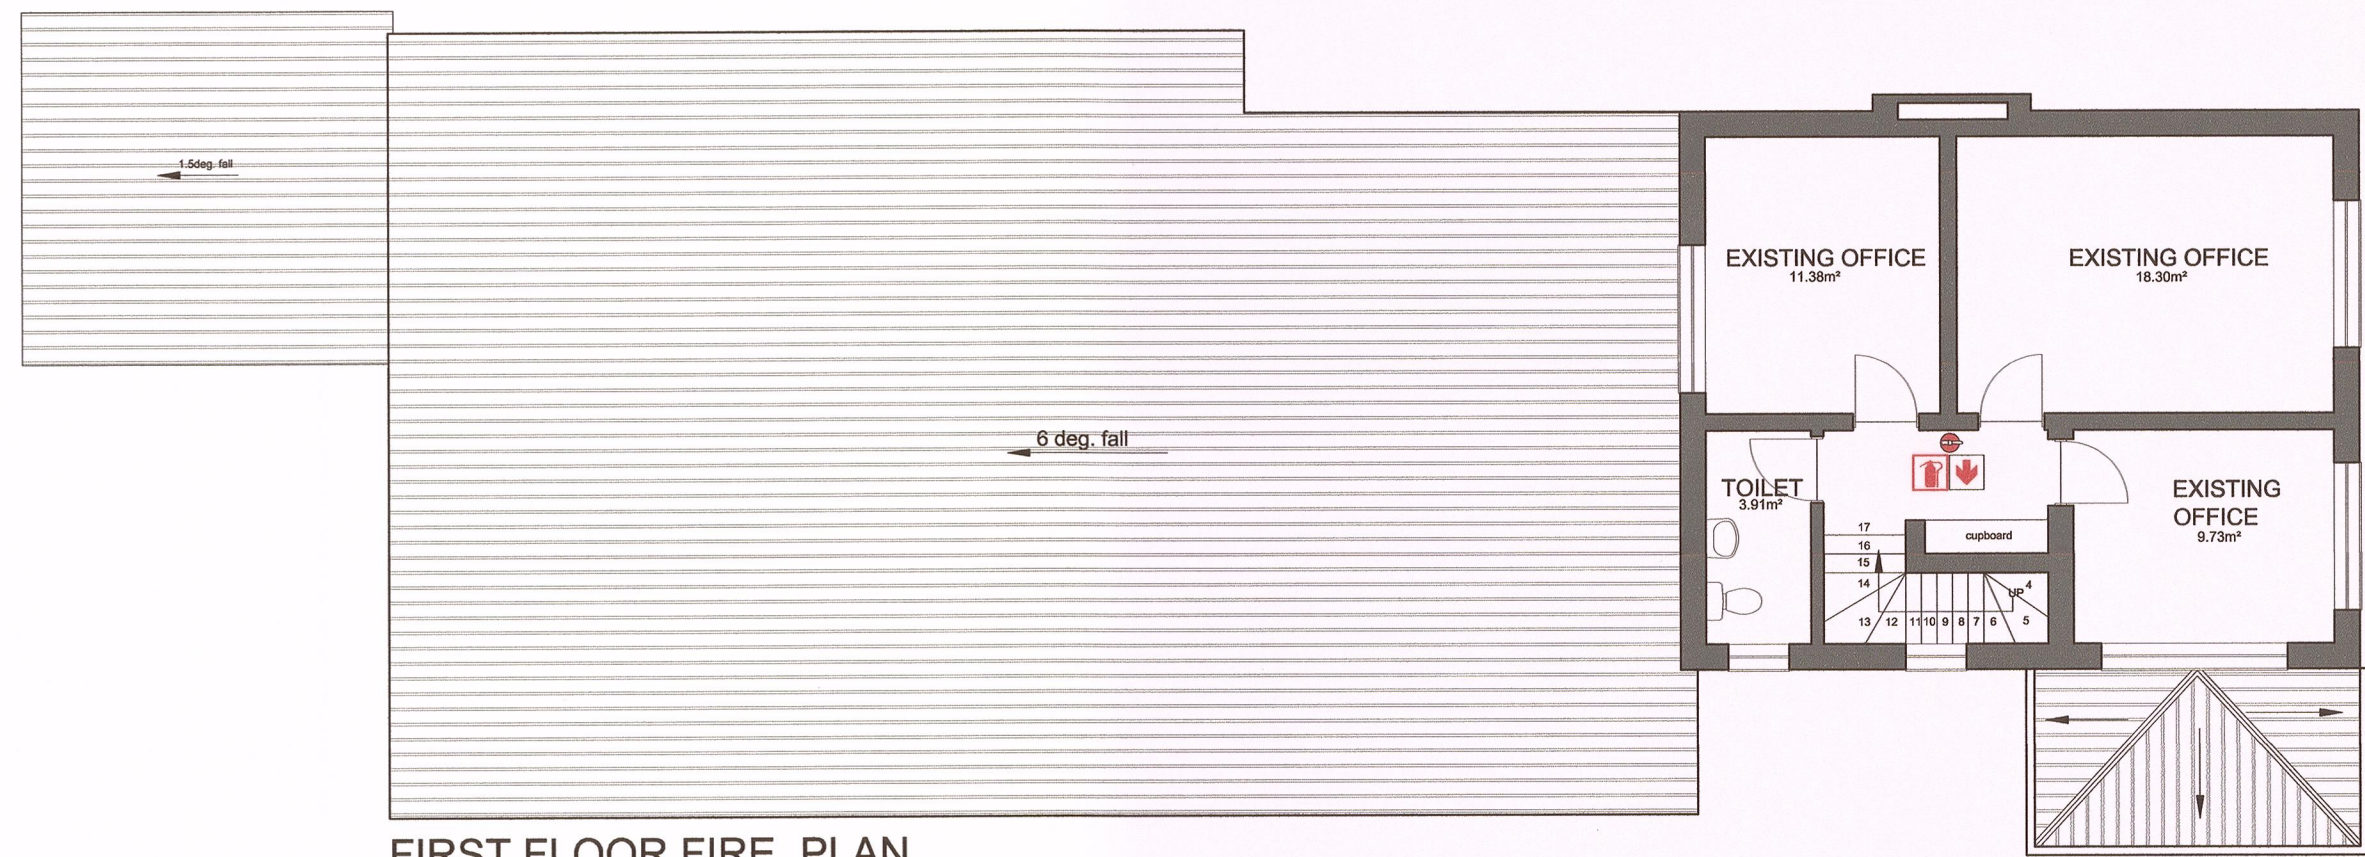 1.5deg. fall
6 deg. fall
EXISTING OFFICE
11.38m²
EXISTING OFFICE
18.30m²
TOILET
3.91m²
EXISTING
OFFICE
9.73m²
cupboard
17
16
15
14
13
12
11
10
9
8
7
6
5
4
UP
FIRST FLOOR FIRE PLAN